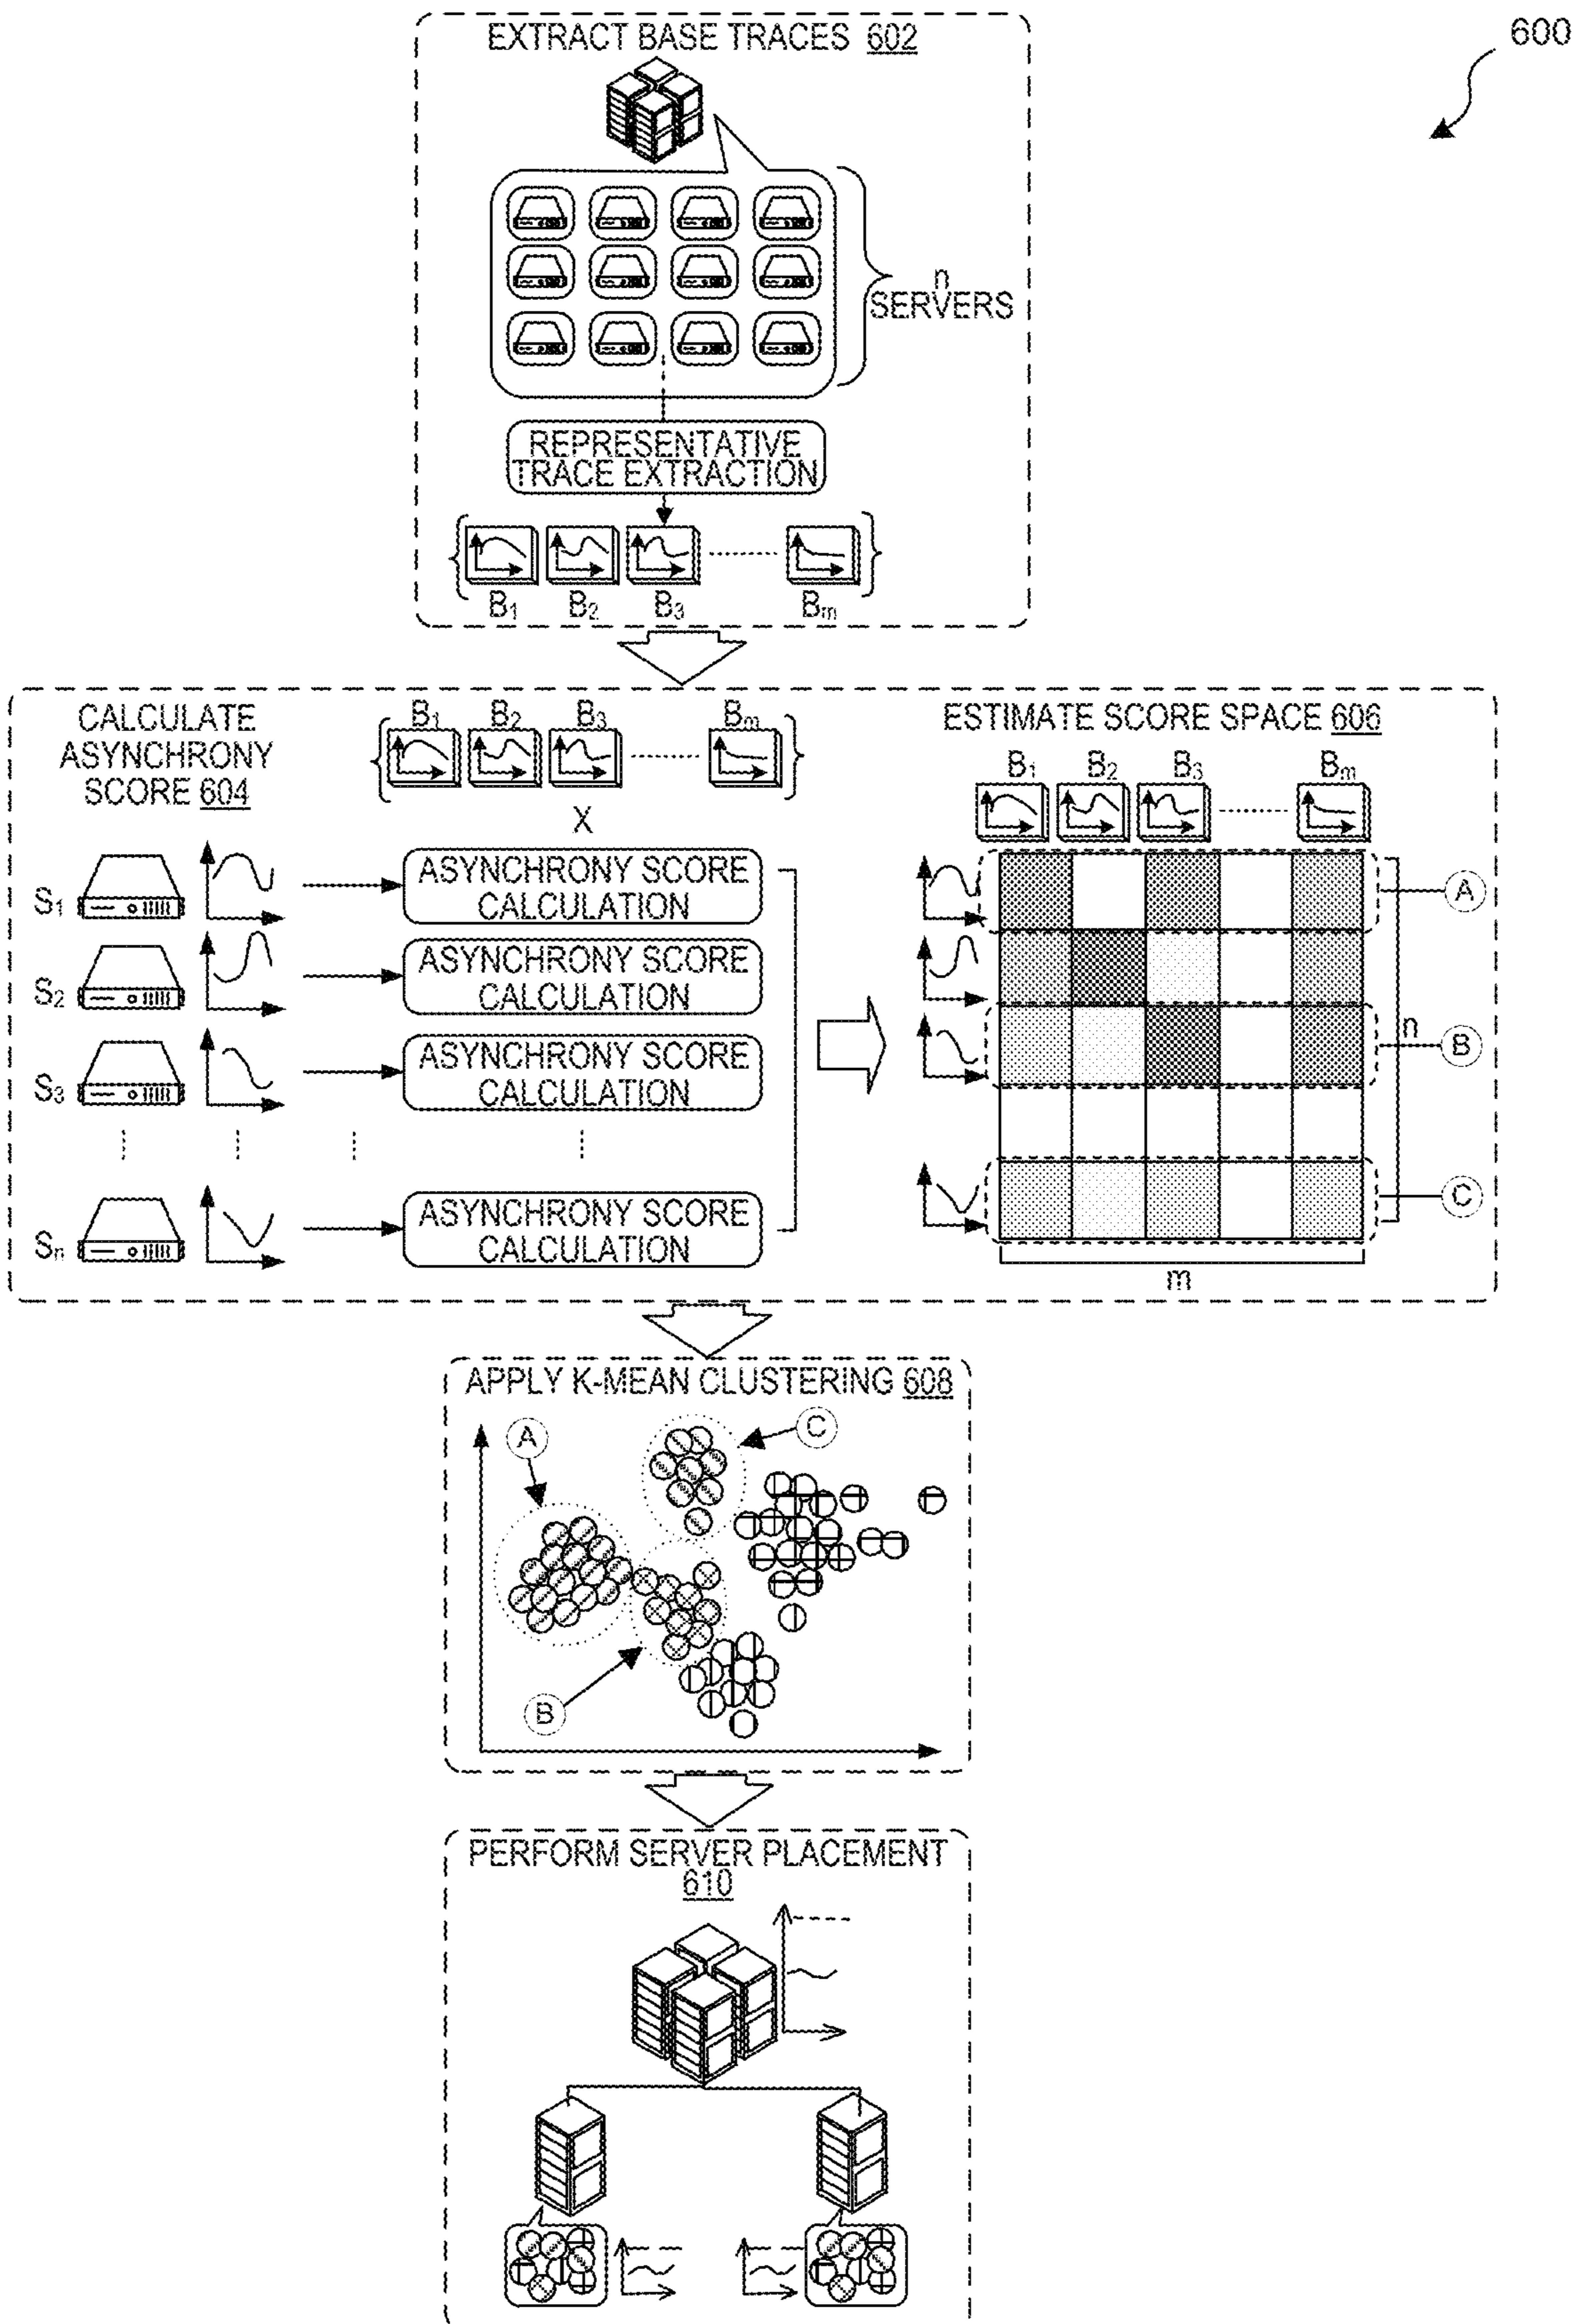 600
EXTRACT BASE TRACES 602
n
SERVERS
REPRESENTATIVE
TRACE EXTRACTION
B1 B2 B3 Bm
CALCULATE
ASYNCHRONY
SCORE 604
B1 B2 B3 Bm
X
S1
ASYNCHRONY SCORE
CALCULATION
S2
ASYNCHRONY SCORE
CALCULATION
S3
ASYNCHRONY SCORE
CALCULATION
Sn
ASYNCHRONY SCORE
CALCULATION
ESTIMATE SCORE SPACE 606
B1 B2 B3 Bm
A
n
B
C
m
APPLY K-MEAN CLUSTERING 608
A
C
B
PERFORM SERVER PLACEMENT
610